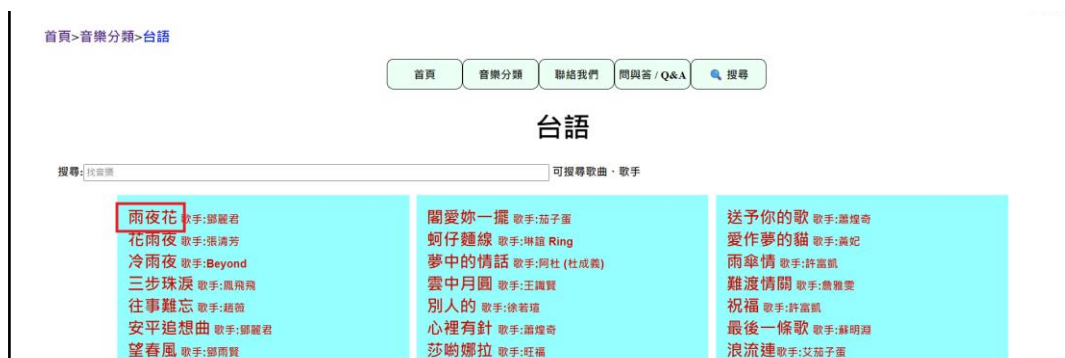 首頁>音樂分類>台語
首頁 音樂分類 聯絡我們 問與答 / Q&A 🔍 搜尋
台語
搜尋: 找音樂 可搜尋歌曲、歌手
雨夜花 歌手:鄧麗君
花雨夜 歌手:張清芳
冷雨夜 歌手:Beyond
三步珠淚 歌手:鳳飛飛
往事難忘 歌手:趙薇
安平追想曲 歌手:鄧麗君
望春風 歌手:鄧雨賢
閣愛妳一擺 歌手:茄子蛋
蚵仔麵線 歌手:琳誼 Ring
夢中的情話 歌手:阿杜 (杜成義)
雲中月圓 歌手:王識賢
別人的 歌手:徐若瑄
心裡有針 歌手:蕭煌奇
莎喲娜拉 歌手:旺福
送予你的歌 歌手:蕭煌奇
愛作夢的貓 歌手:黃妃
雨傘情 歌手:許富凱
難渡情關 歌手:詹雅雯
祝福 歌手:許富凱
最後一條歌 歌手:蘇明淵
浪流連歌手:艾茄子蛋